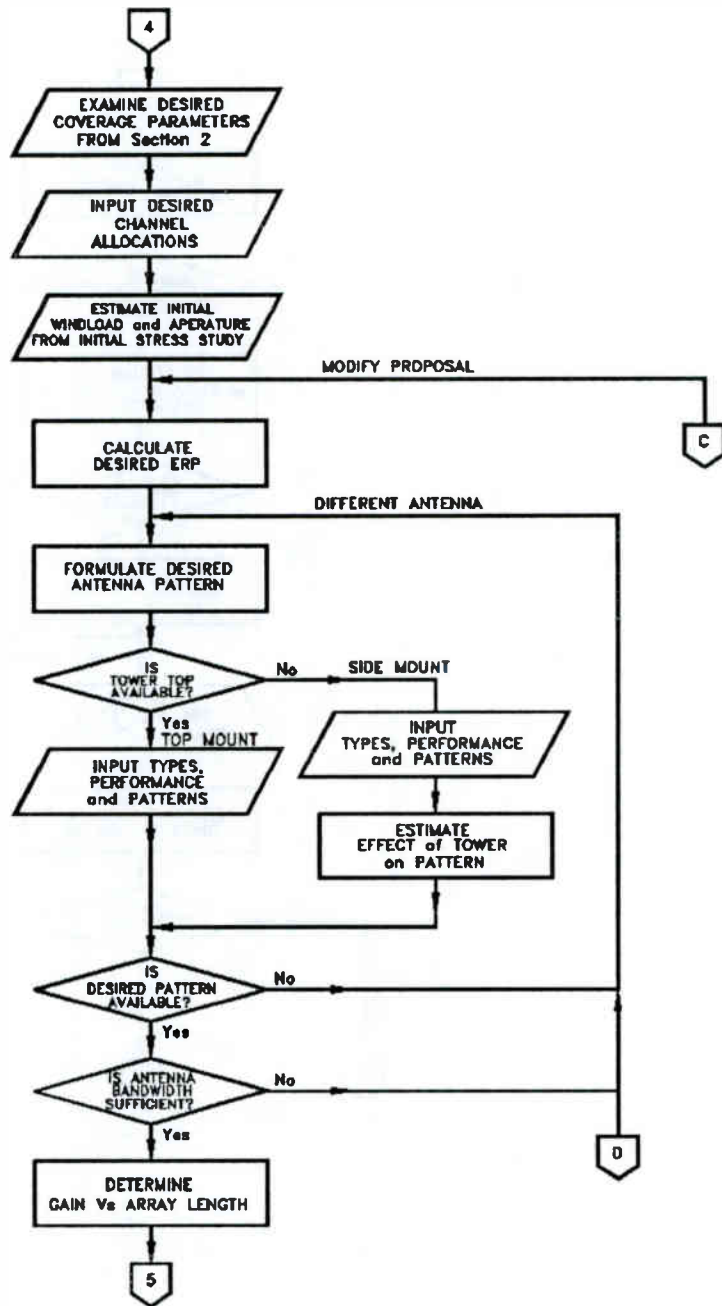 4
EXAMINE DESIRED
COVERAGE PARAMETERS
FROM Section 2
INPUT DESIRED
CHANNEL
ALLOCATIONS
ESTIMATE INITIAL
WINDLOAD and APERATURE
FROM INITIAL STRESS STUDY
MODIFY PROPOSAL
C
CALCULATE
DESIRED ERP
DIFFERENT ANTENNA
FORMULATE DESIRED
ANTENNA PATTERN
IS
TOWER TOP
AVAILABLE?
No
SIDE MOUNT
Yes
TOP MOUNT
INPUT
TYPES, PERFORMANCE
and PATTERNS
INPUT TYPES,
PERFORMANCE
and PATTERNS
ESTIMATE
EFFECT of TOWER
on PATTERN
IS
DESIRED PATTERN
AVAILABLE?
No
Yes
IS ANTENNA
BANDWIDTH
SUFFICIENT?
No
Yes
D
DETERMINE
GAIN Vs ARRAY LENGTH
5